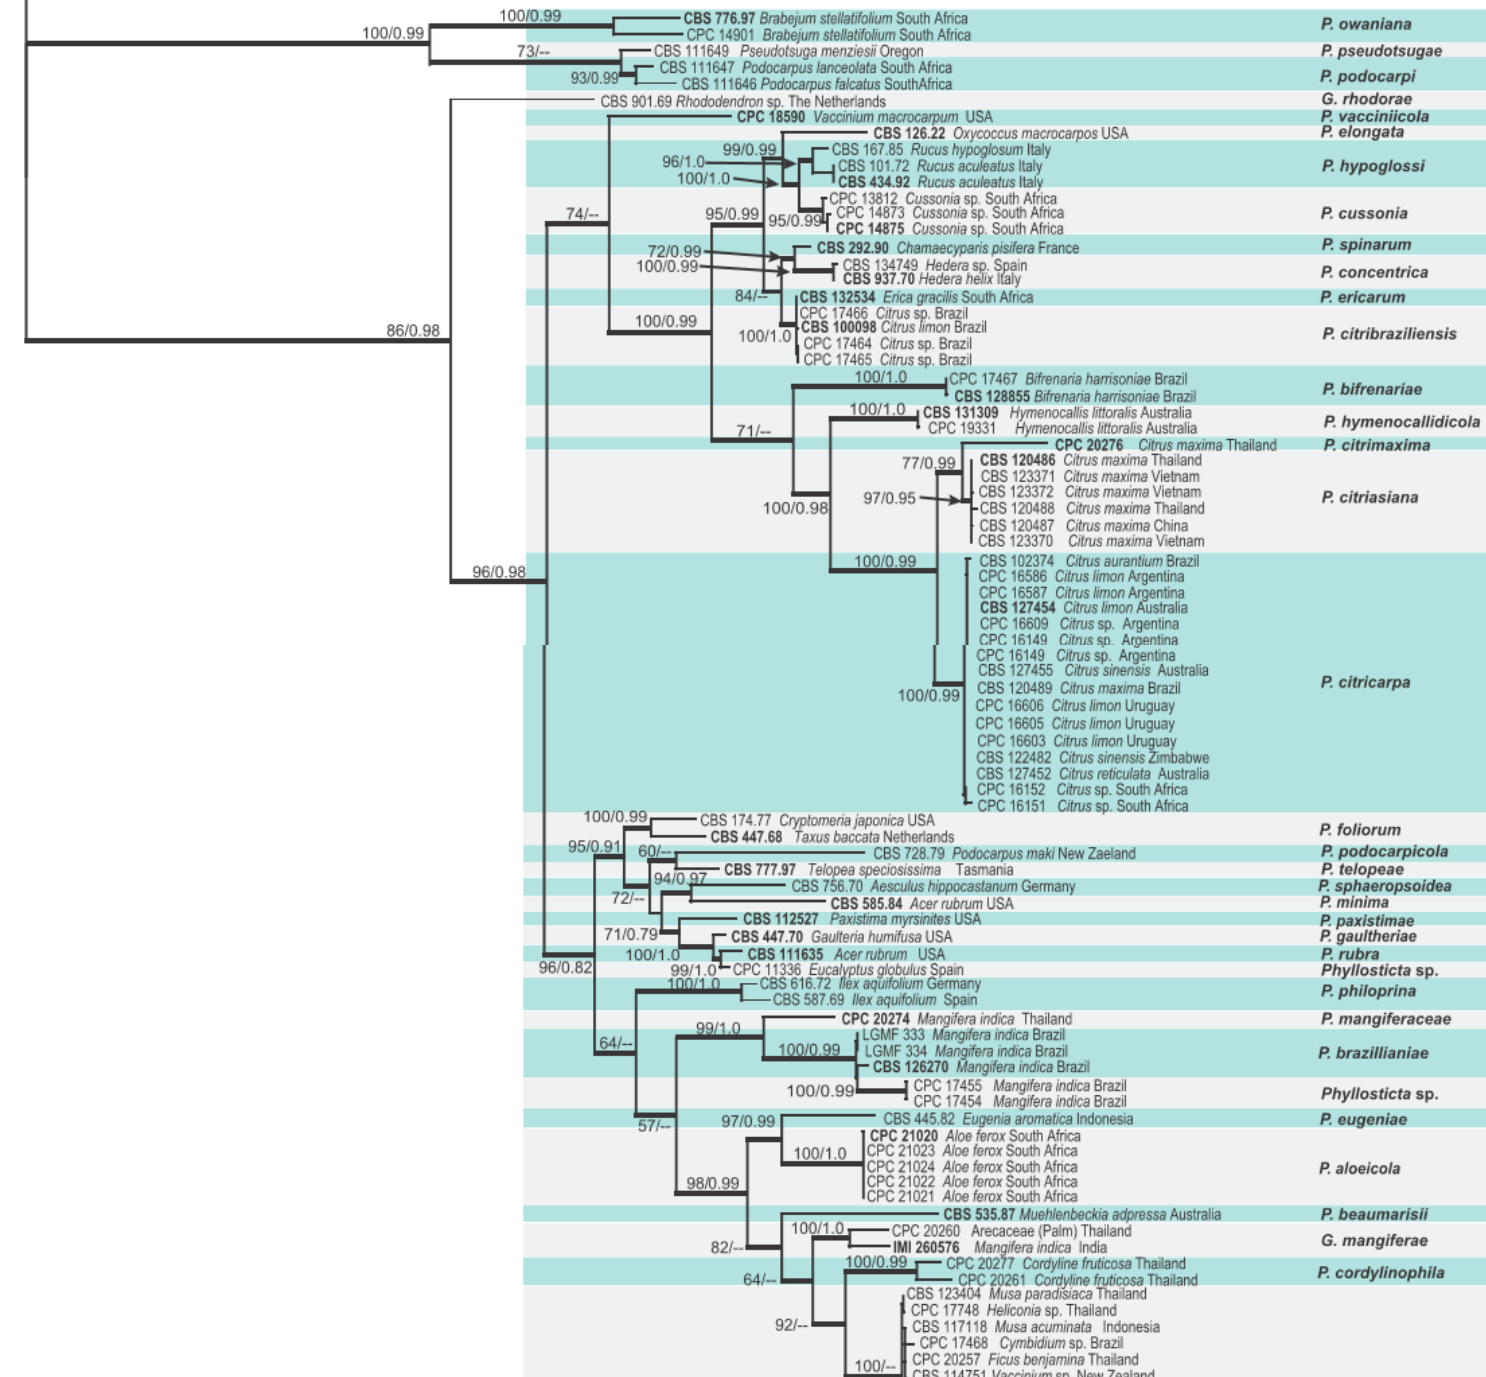 100/0.99
CBS 776.97 Brabejum stellatifolium South Africa
P. owaniana
100/0.99
CPC 14901 Brabejum stellatifolium South Africa
73/--
CBS 111649 Pseudotsuga menziesii Oregon
P. pseudotsugae
CBS 111647 Podocarpus lanceolata South Africa
P. podocarpi
93/0.99
CBS 111646 Podocarpus falcatus SouthAfrica
CBS 901.69 Rhododendron sp. The Netherlands
G. rhodorae
CPC 18590 Vaccinium macrocarpum USA
P. vacciniicola
CBS 126.22 Oxycoccus macrocarpos USA
P. elongata
99/0.99
CBS 167.85 Rucus hypoglosum Italy
96/1.0
CBS 101.72 Rucus aculeatus Italy
P. hypoglossi
100/1.0
CBS 434.92 Rucus aculeatus Italy
CPC 13812 Cussonia sp. South Africa
74/--
95/0.99
95/0.99
CPC 14873 Cussonia sp. South Africa
P. cussonia
CPC 14875 Cussonia sp. South Africa
72/0.99
CBS 292.90 Chamaecyparis pisifera France
P. spinarum
100/0.99
CBS 134749 Hedera sp. Spain
P. concentrica
CBS 937.70 Hedera helix Italy
84/--
CBS 132534 Erica gracilis South Africa
P. ericarum
CPC 17466 Citrus sp. Brazil
86/0.98
100/0.99
CBS 100098 Citrus limon Brazil
P. citribraziliensis
100/1.0
CPC 17464 Citrus sp. Brazil
CPC 17465 Citrus sp. Brazil
100/1.0
CPC 17467 Bifrenaria harrisoniae Brazil
P. bifrenariae
CBS 128855 Bifrenaria harrisoniae Brazil
100/1.0
CBS 131309 Hymenocallis littoralis Australia
P. hymenocallidicola
71/--
CPC 19331 Hymenocallis littoralis Australia
CPC 20276 Citrus maxima Thailand
P. citrimaxima
77/0.99
CBS 120486 Citrus maxima Thailand
CBS 123371 Citrus maxima Vietnam
97/0.95
CBS 123372 Citrus maxima Vietnam
P. citriasiana
100/0.98
CBS 120488 Citrus maxima Thailand
CBS 120487 Citrus maxima China
CBS 123370 Citrus maxima Vietnam
96/0.98
100/0.99
CBS 102374 Citrus aurantium Brazil
CPC 16586 Citrus limon Argentina
CPC 16587 Citrus limon Argentina
CBS 127454 Citrus limon Australia
CPC 16609 Citrus sp. Argentina
CPC 16149 Citrus sp. Argentina
CPC 16149 Citrus sp. Argentina
CBS 127455 Citrus sinensis Australia
P. citricarpa
100/0.99
CBS 120489 Citrus maxima Brazil
CPC 16606 Citrus limon Uruguay
CPC 16605 Citrus limon Uruguay
CPC 16603 Citrus limon Uruguay
CBS 122482 Citrus sinensis Zimbabwe
CBS 127452 Citrus reticulata Australia
CPC 16152 Citrus sp. South Africa
CPC 16151 Citrus sp. South Africa
100/0.99
CBS 174.77 Cryptomeria japonica USA
P. foliorum
CBS 447.68 Taxus baccata Netherlands
95/0.91
60/--
CBS 728.79 Podocarpus maki New Zaeland
P. podocarpicola
CBS 777.97 Telopea speciosissima Tasmania
P. telopeae
94/0.97
CBS 756.70 Aesculus hippocastanum Germany
P. sphaeropsoidea
72/--
CBS 585.84 Acer rubrum USA
P. minima
CBS 112527 Paxistima myrsinites USA
P. paxistimae
71/0.79
CBS 447.70 Gaulteria humifusa USA
P. gaultheriae
100/1.0
CBS 111635 Acer rubrum USA
P. rubra
96/0.82
99/1.0
CPC 11336 Eucalyptus globulus Spain
Phyllosticta sp.
100/1.0
CBS 616.72 Ilex aquifolium Germany
P. philoprina
CBS 587.69 Ilex aquifolium Spain
CPC 20274 Mangifera indica Thailand
P. mangiferaceae
99/1.0
LGMF 333 Mangifera indica Brazil
64/--
100/0.99
LGMF 334 Mangifera indica Brazil
P. brazillianiae
CBS 126270 Mangifera indica Brazil
100/0.99
CPC 17455 Mangifera indica Brazil
Phyllosticta sp.
CPC 17454 Mangifera indica Brazil
57/--
97/0.99
CBS 445.82 Eugenia aromatica Indonesia
P. eugeniae
CPC 21020 Aloe ferox South Africa
100/1.0
CPC 21023 Aloe ferox South Africa
CPC 21024 Aloe ferox South Africa
P. aloeicola
98/0.99
CPC 21022 Aloe ferox South Africa
CPC 21021 Aloe ferox South Africa
CBS 535.87 Muehlenbeckia adpressa Australia
P. beaumarisii
100/1.0
CPC 20260 Arecaceae (Palm) Thailand
G. mangiferae
82/--
IMI 260576 Mangifera indica India
100/0.99
CPC 20277 Cordyline fruticosa Thailand
P. cordylinophila
64/--
CPC 20261 Cordyline fruticosa Thailand
CBS 123404 Musa paradisiaca Thailand
CPC 17748 Heliconia sp. Thailand
92/--
CBS 117118 Musa acuminata Indonesia
CPC 17468 Cymbidium sp. Brazil
100/--
CPC 20257 Ficus benjamina Thailand
CBS 114751 Vaccinium sp. New Zealand